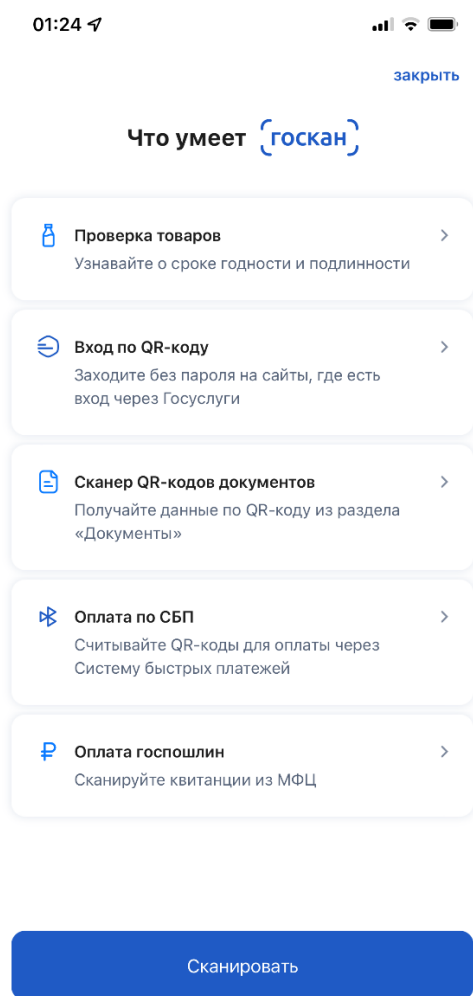 01:24
закрыть
Что умеет госкан
Проверка товаров
Узнавайте о сроке годности и подлинности
Вход по QR-коду
Заходите без пароля на сайты, где есть
вход через Госуслуги
Сканер QR-кодов документов
Получайте данные по QR-коду из раздела
«Документы»
Оплата по СБП
Считывайте QR-коды для оплаты через
Систему быстрых платежей
Оплата госпошлин
Сканируйте квитанции из МФЦ
Сканировать